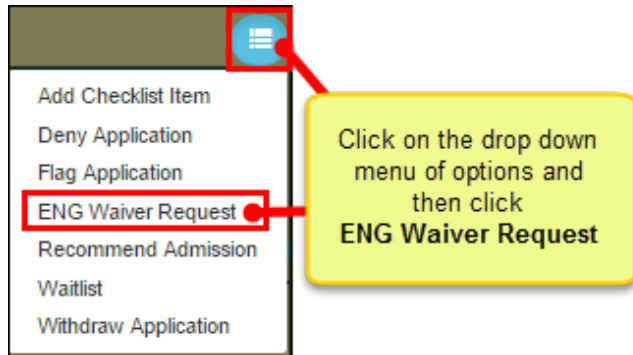 Add Checklist Item
Deny Application
Flag Application
ENG Waiver Request
Recommend Admission
Waitlist
Withdraw Application
Click on the drop down
menu of options and
then click
ENG Waiver Request